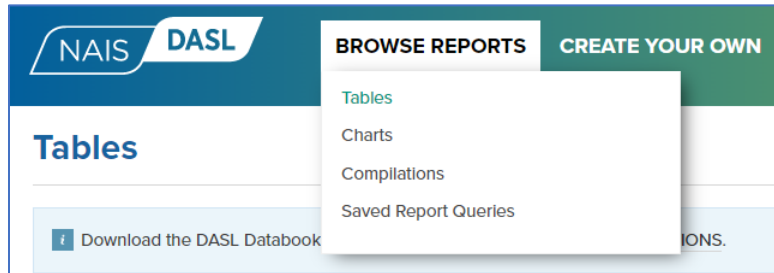 NAIS DASL BROWSE REPORTS CREATE YOUR OWN
Tables
Charts
Tables
Compilations
Saved Report Queries
i Download the DASL Databook IONS.